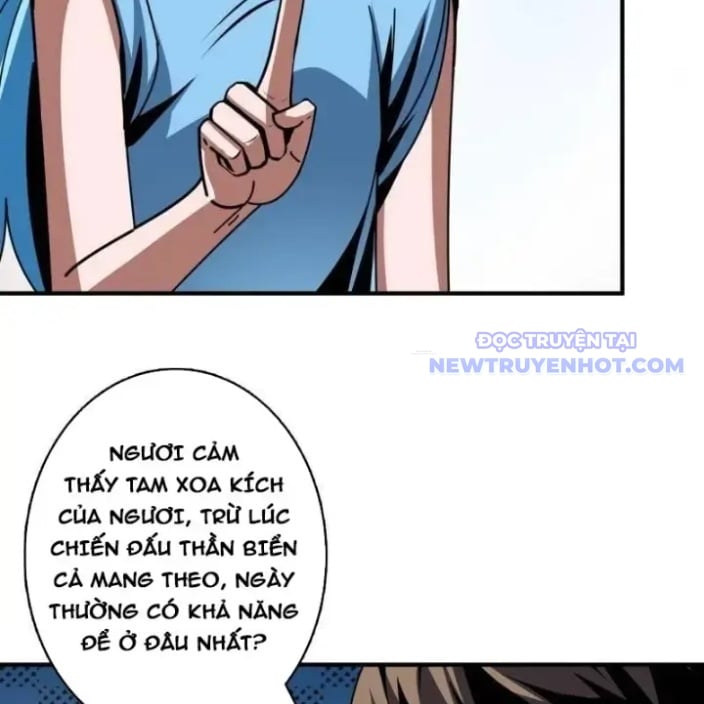 ĐỌC TRUYỆN TẠI
NEWTRUYENHOT.COM
NGƯƠI CẢM
THẤY TAM XOA KÍCH
CỦA NGƯƠI, TRỪ LÚC
CHIẾN ĐẤU THẦN BIỂN
CẢ MANG THEO, NGÀY
THƯỜNG CÓ KHẢ NĂNG
ĐỂ Ở ĐÂU NHẤT?